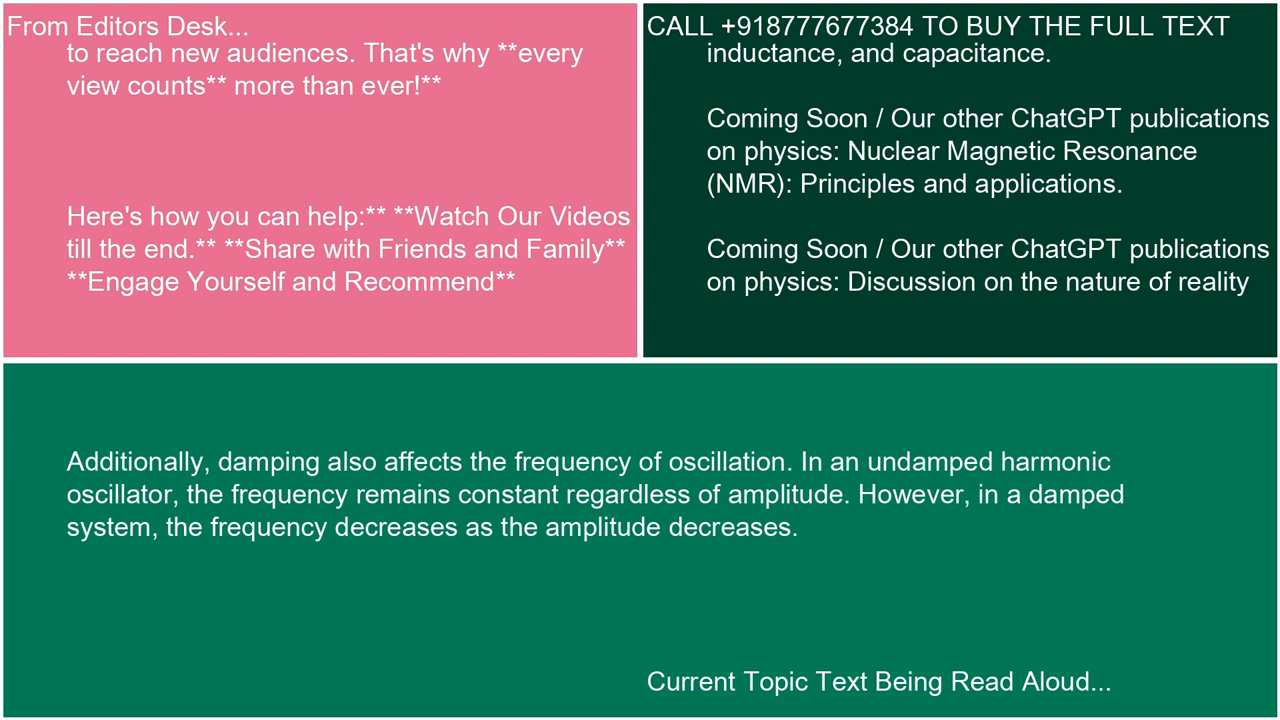 From Editors Desk...
to reach new audiences. That's why **every
view counts** more than ever!**
Here's how you can help:** **Watch Our Videos
till the end.** **Share with Friends and Family**
**Engage Yourself and Recommend**
CALL +918777677384 TO BUY THE FULL TEXT
inductance, and capacitance.
Coming Soon / Our other ChatGPT publications
on physics: Nuclear Magnetic Resonance
(NMR): Principles and applications.
Coming Soon / Our other ChatGPT publications
on physics: Discussion on the nature of reality
Additionally, damping also affects the frequency of oscillation. In an undamped harmonic
oscillator, the frequency remains constant regardless of amplitude. However, in a damped
system, the frequency decreases as the amplitude decreases.
Current Topic Text Being Read Aloud...